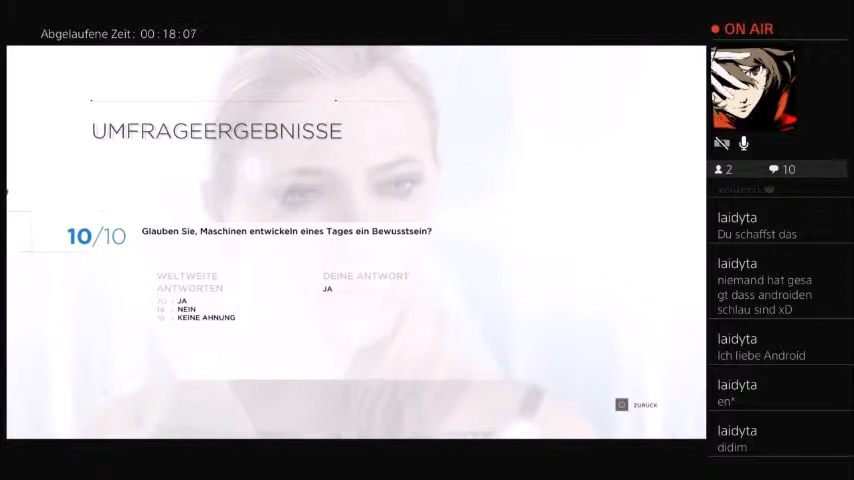 Abgelaufene Zeit: 00:18:07
ON AIR
UMFRAGEERGEBNISSE
2
10
10/10
Glauben Sie, Maschinen entwickeln eines Tages ein Bewusstsein?
WELTWEITE
ANTWORTEN
70 - JA
14 - NEIN
KEINE AHNUNG
DEINE ANTWORT
JA
ZURÜCK
laidyta
Du schaffst das
laidyta
niemand hat gesa
gt dass androiden
schlau sind xD
laidyta
Ich liebe Android
laidyta
en*
laidyta
didim